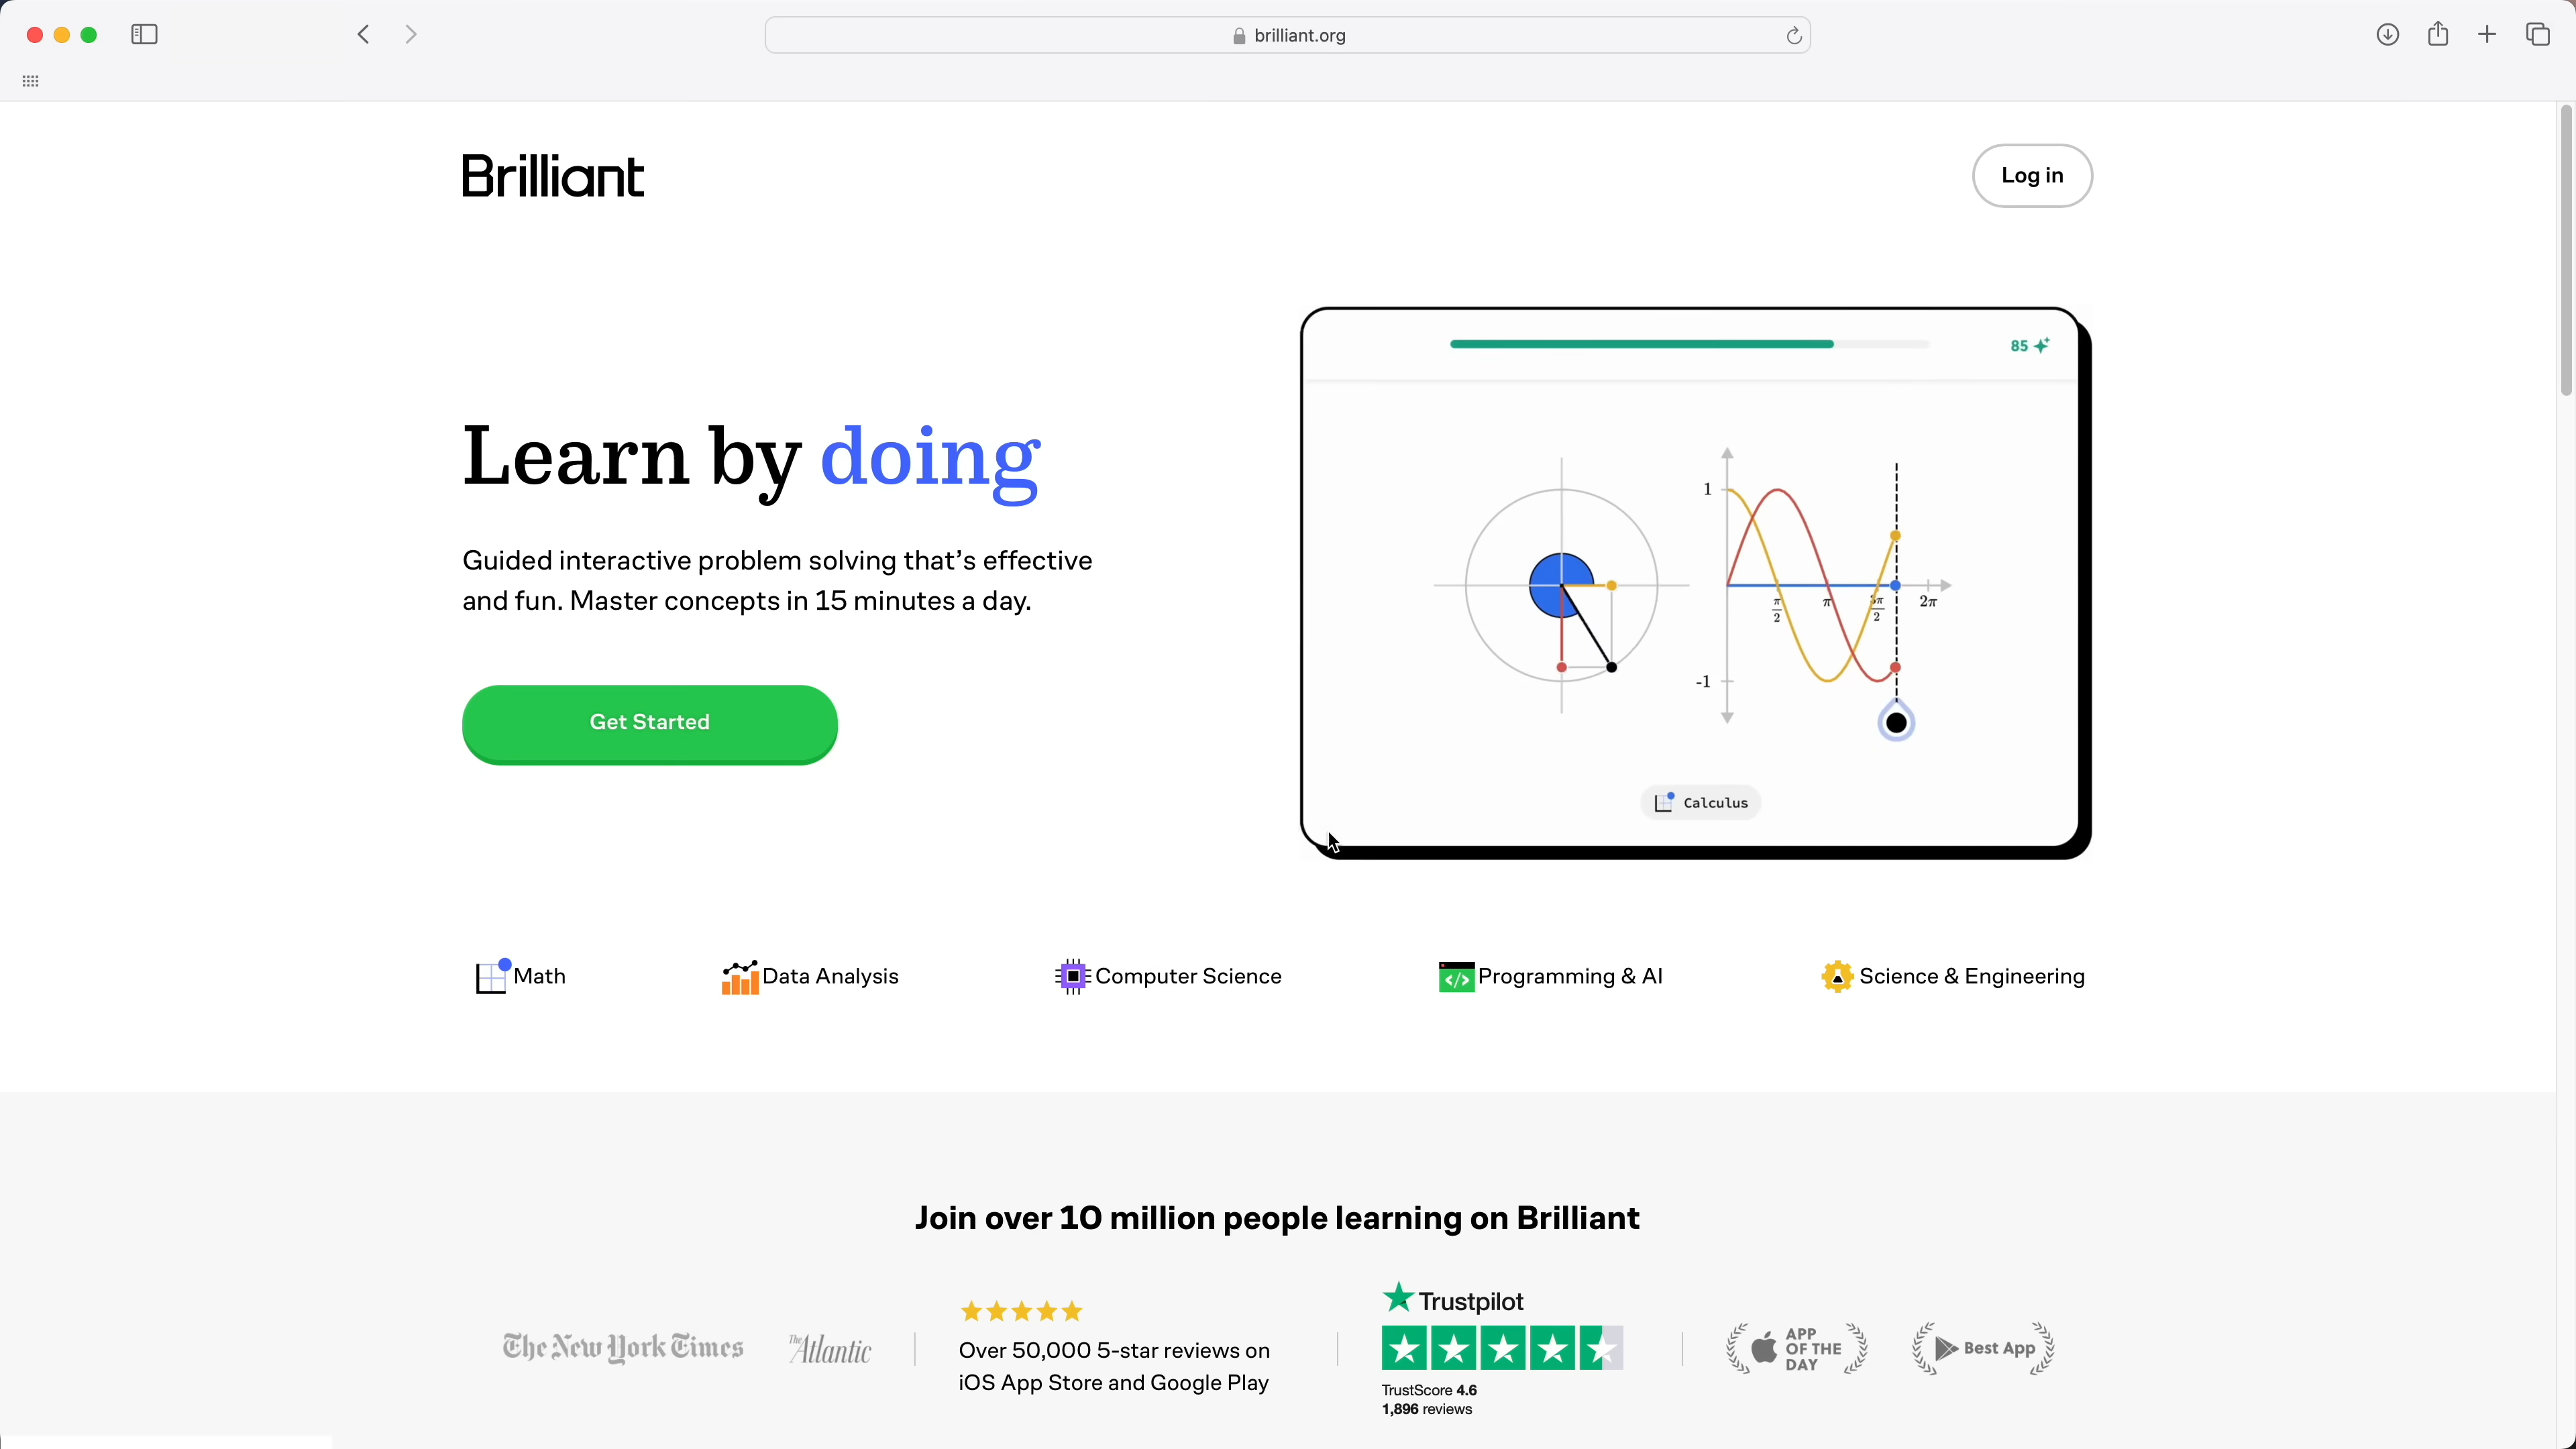 brilliant.org
Brilliant
Log in
85
Learn by doing
Guided interactive problem solving that's effective
and fun. Master concepts in 15 minutes a day.
Get Started
1
-1
π/2
π
3π/2
2π
Calculus
Math
Data Analysis
Computer Science
</> Programming & AI
Science & Engineering
Join over 10 million people learning on Brilliant
The New York Times
The Atlantic
Over 50,000 5-star reviews on
iOS App Store and Google Play
Trustpilot
TrustScore 4.6
1,896 reviews
APP
OF THE
DAY
Best App